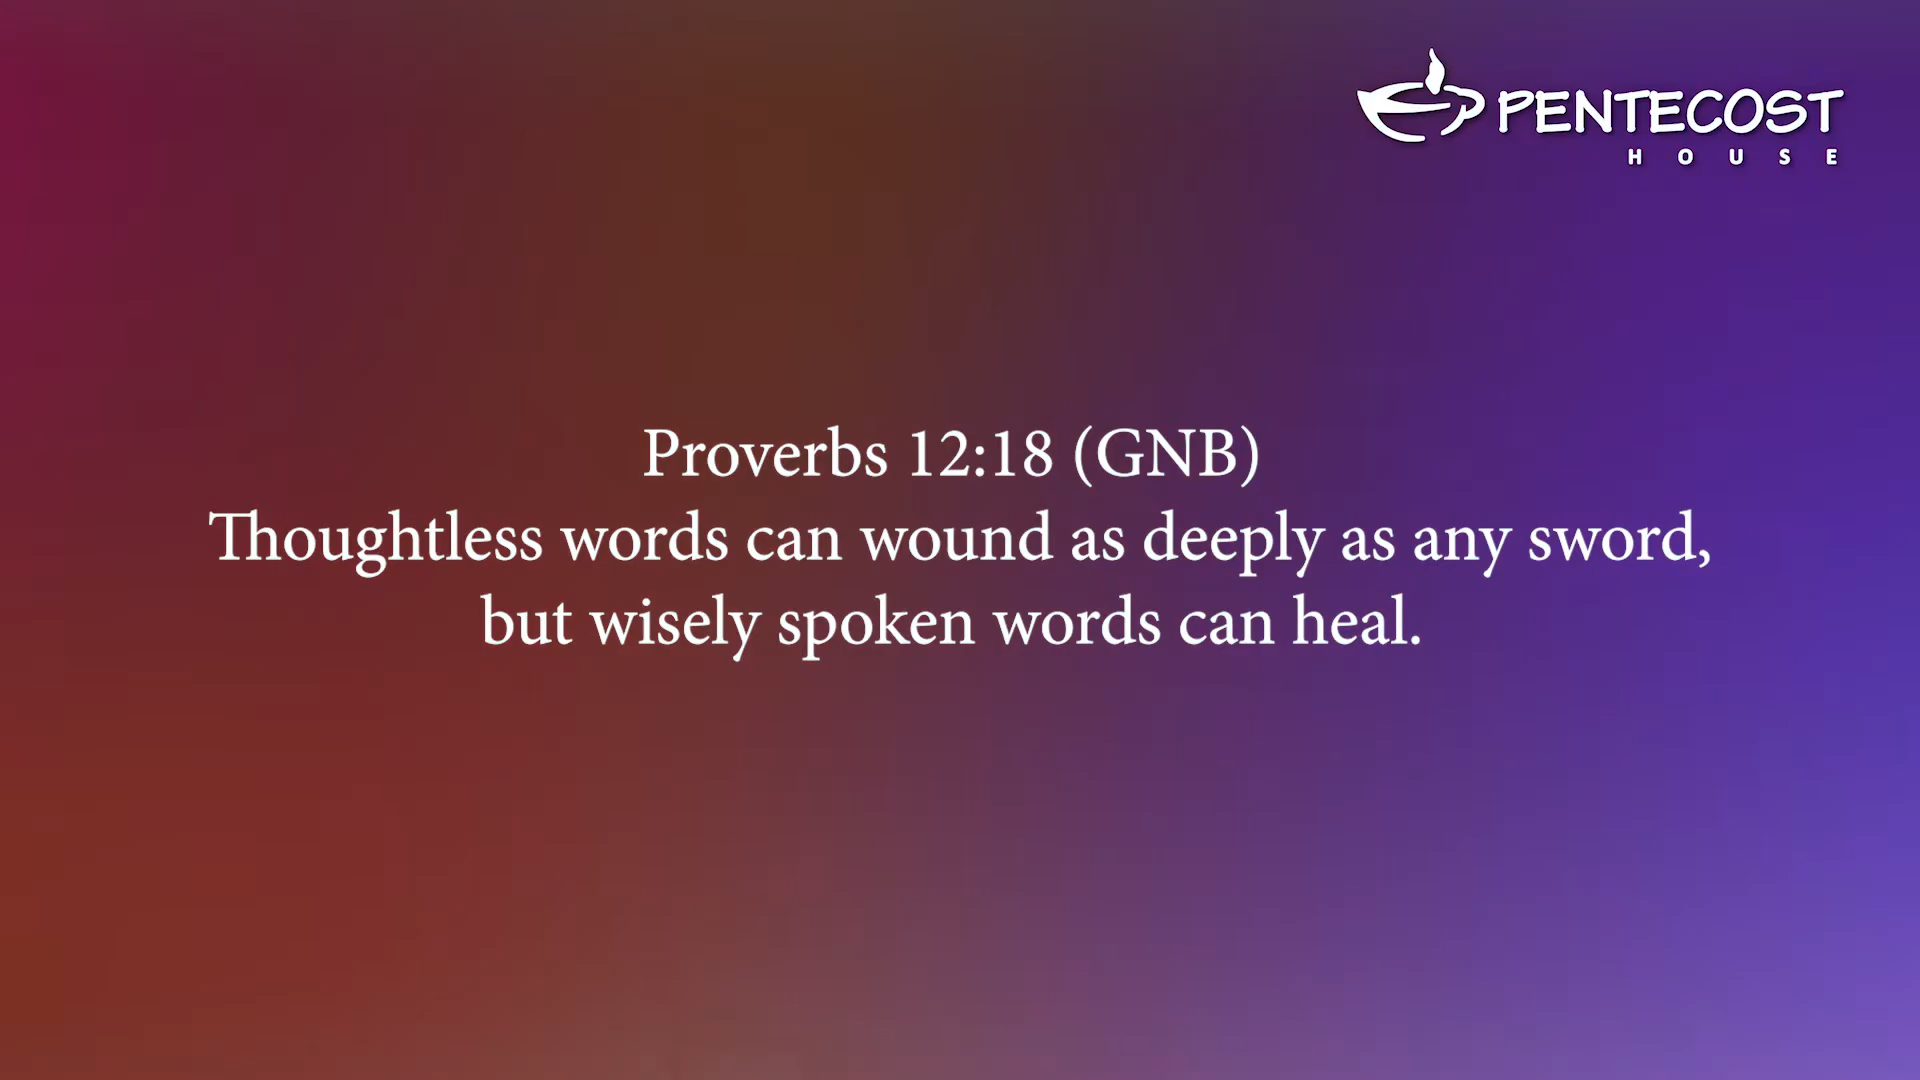 PENTECOST
HOUSE
Proverbs 12:18 (GNB)
Thoughtless words can wound as deeply as any sword,
but wisely spoken words can heal.